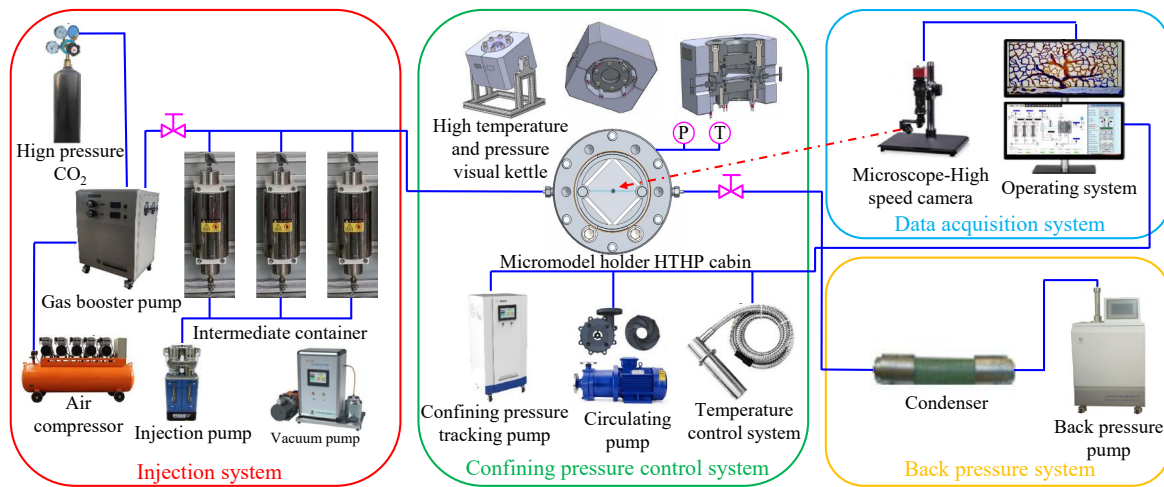 Hign pressure
CO₂
Gas booster pump
Air
compressor
Injection pump
Intermediate container
Vacuum pump
Injection system
High temperature
and pressure
visual kettle
P
T
Micromodel holder HTHP cabin
Confining pressure
tracking pump
Circulating
pump
Temperature
control system
Confining pressure control system
Microscope-High
speed camera
Operating system
Data acquisition system
Condenser
Back pressure
pump
Back pressure system